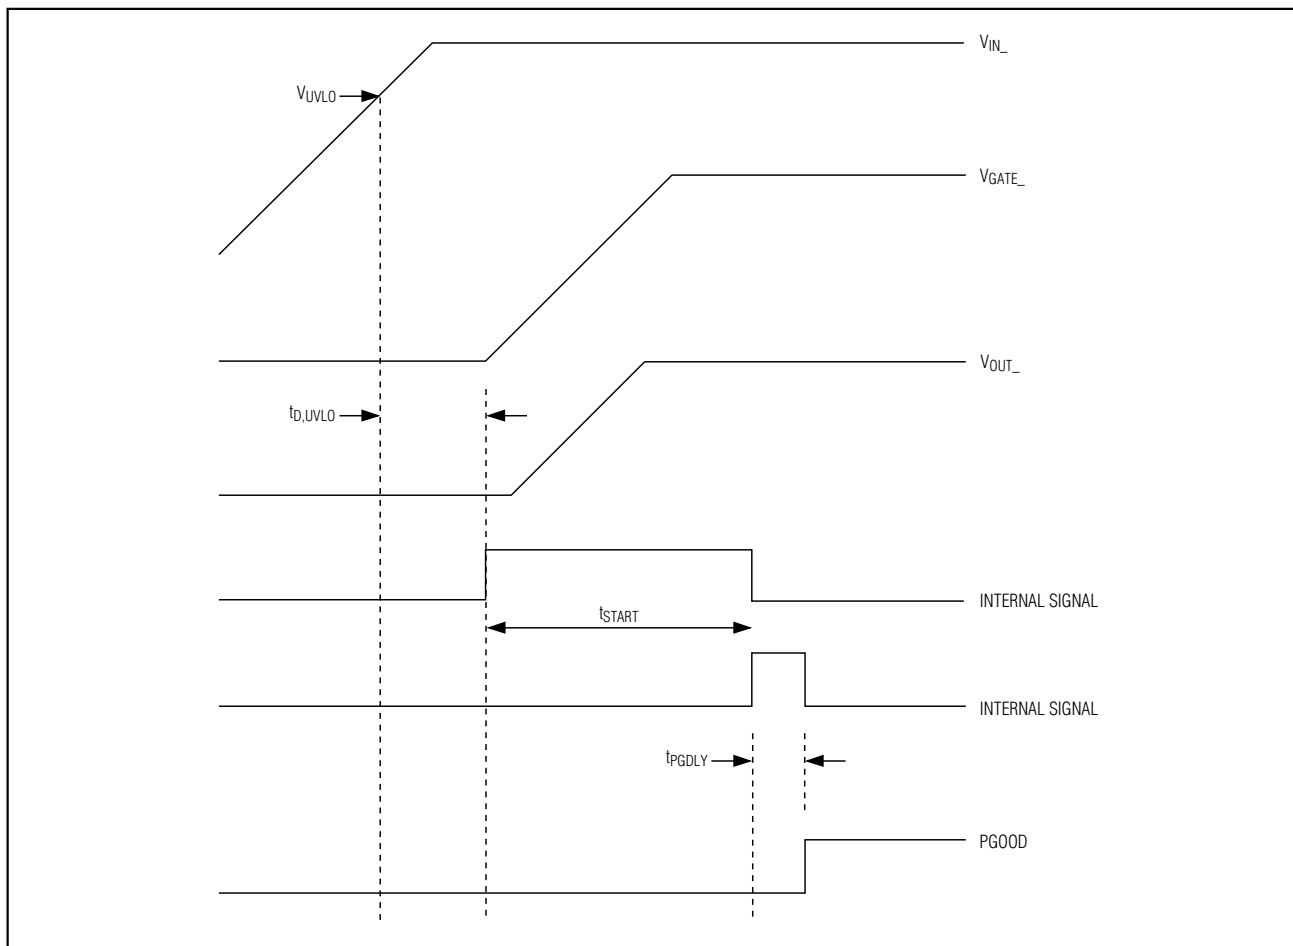 V_IN_
V_UVLO
V_GATE_
V_OUT_
t_D,UVLO
INTERNAL SIGNAL
t_START
INTERNAL SIGNAL
t_PGDLY
PGOOD